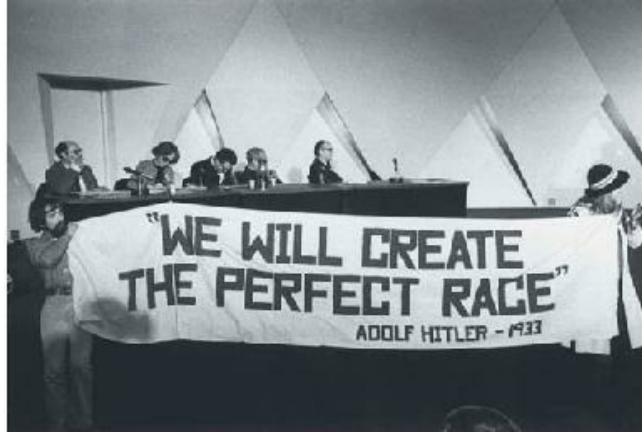 "WE WILL CREATE
THE PERFECT RACE"
ADOLF HITLER - 1933